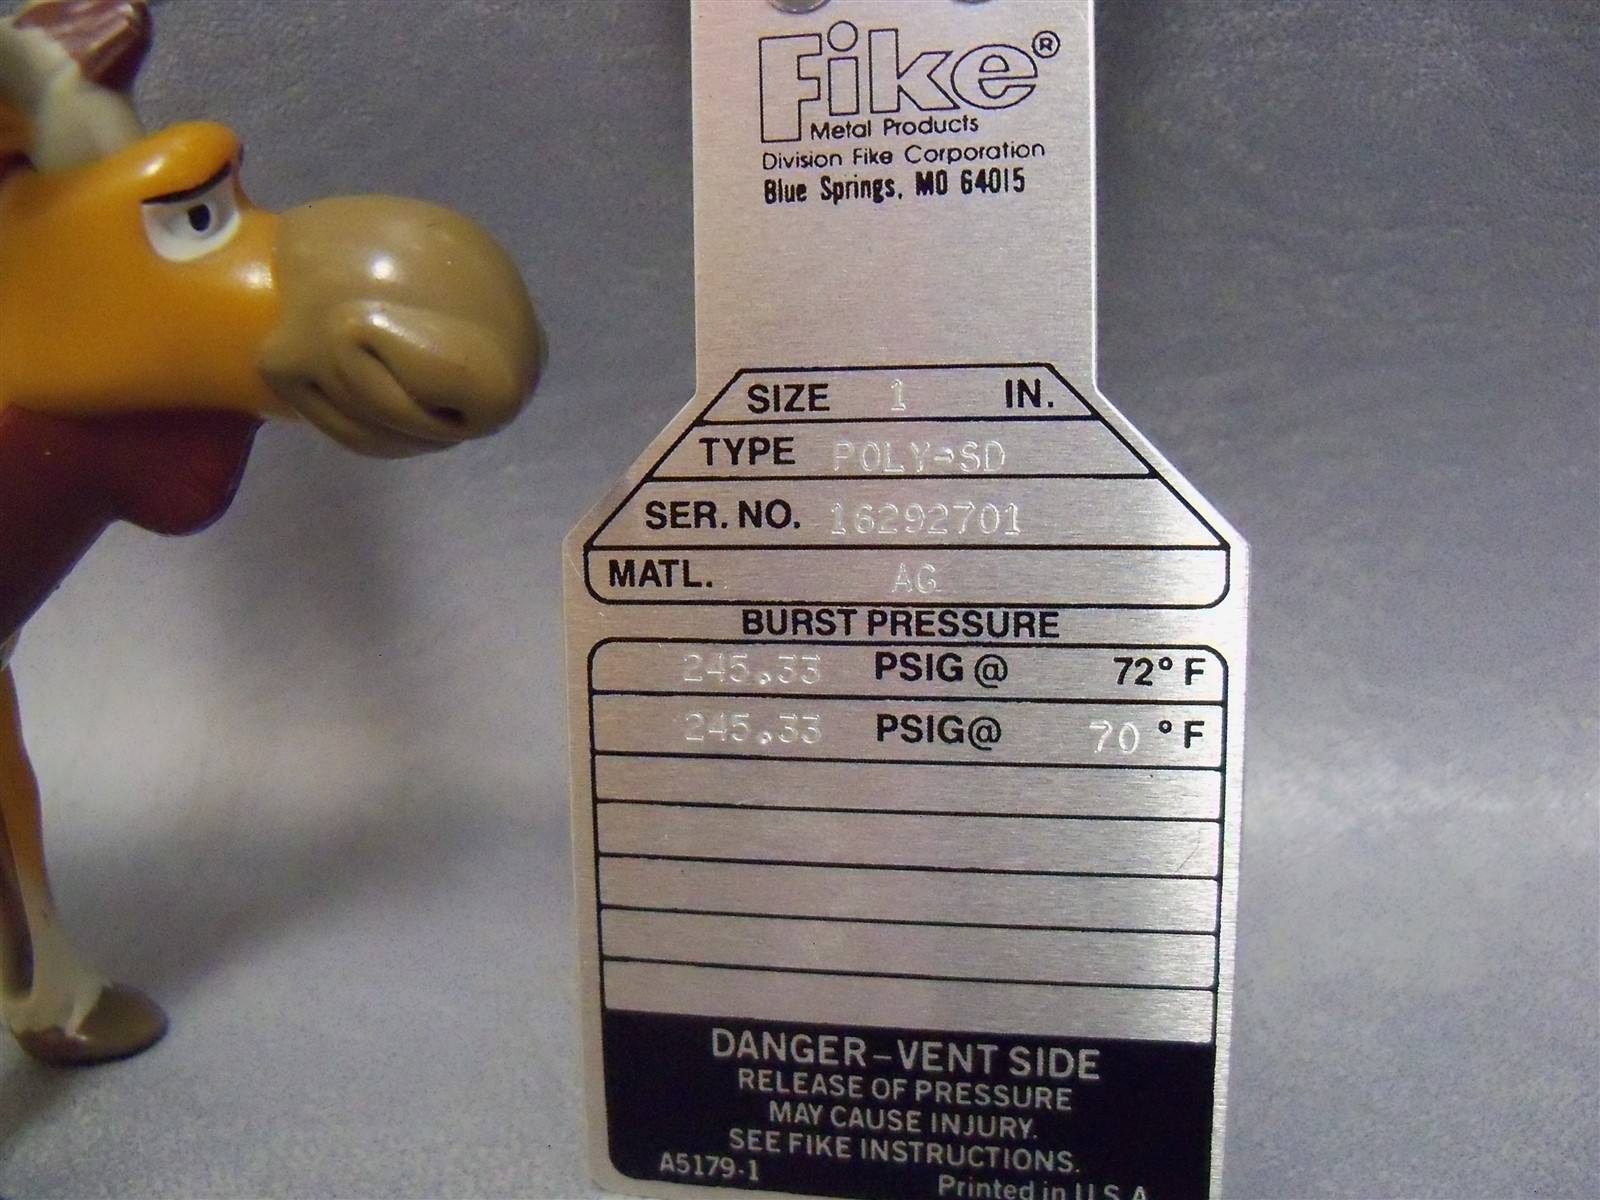 Fike®
Metal Products
Division Fike Corporation
Blue Springs, MO 64015
SIZE 1 IN.
TYPE POLY-SD
SER. NO. 16292701
MATL. AG
BURST PRESSURE
245.33 PSIG @ 72° F
245.33 PSIG@ 70 °F
DANGER–VENT SIDE
RELEASE OF PRESSURE
MAY CAUSE INJURY.
SEE FIKE INSTRUCTIONS.
A5179-1
Printed in U.S.A.